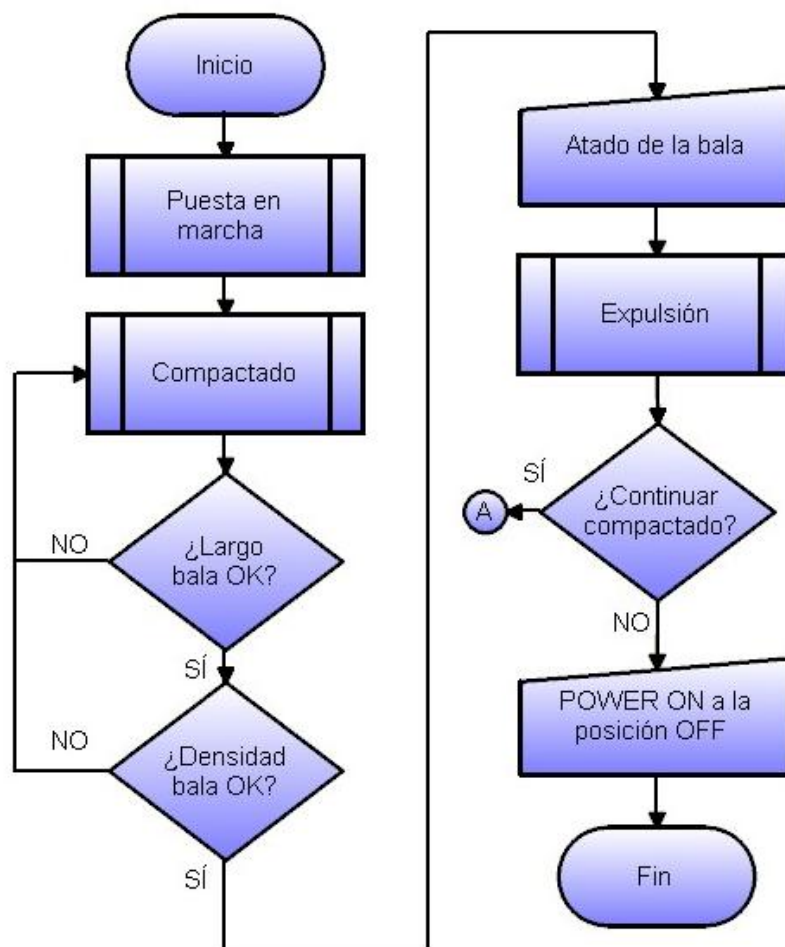 Inicio
Puesta en
marcha
Compactado
NO
¿Largo
bala OK?
SÍ
NO
¿Densidad
bala OK?
SÍ
Atado de la bala
Expulsión
SÍ
A
¿Continuar
compactado?
NO
POWER ON a la
posición OFF
Fin